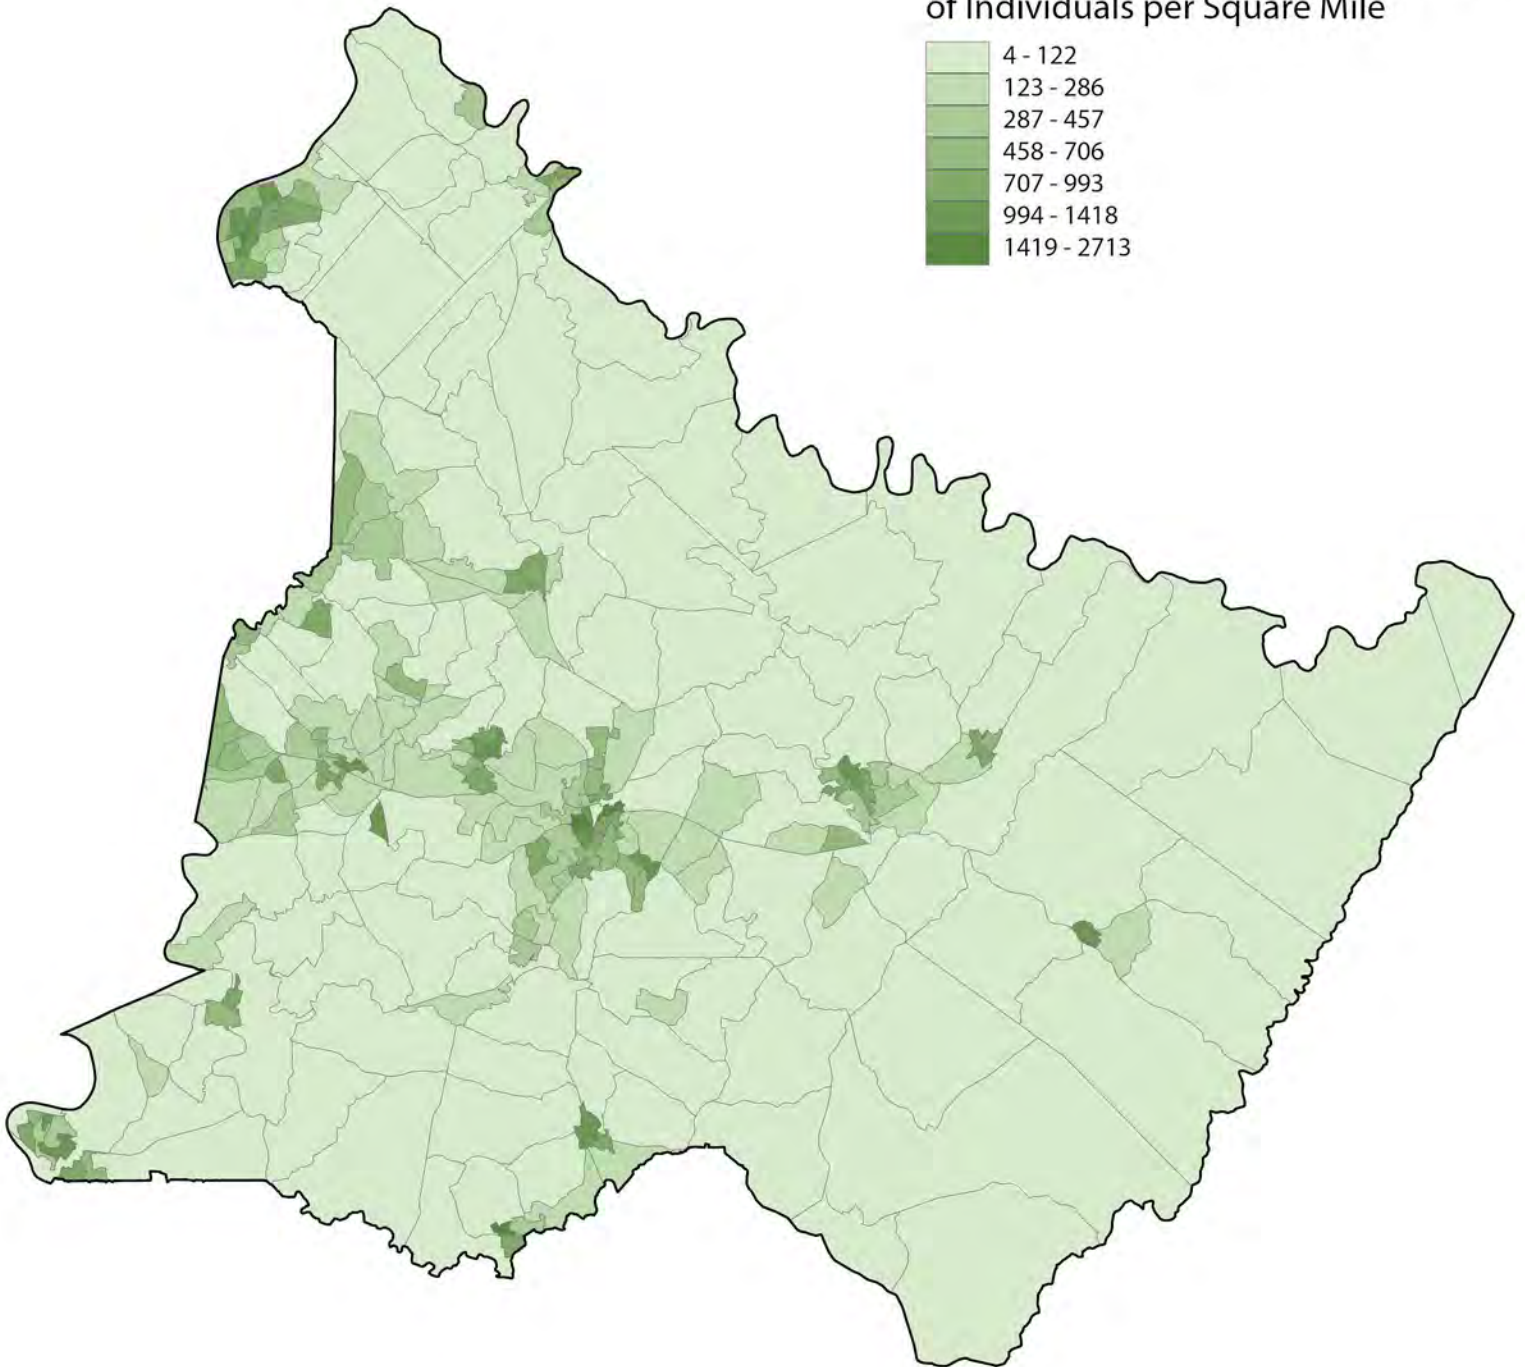 of Individuals per Square Mile
4 - 122
123 - 286
287 - 457
458 - 706
707 - 993
994 - 1418
1419 - 2713